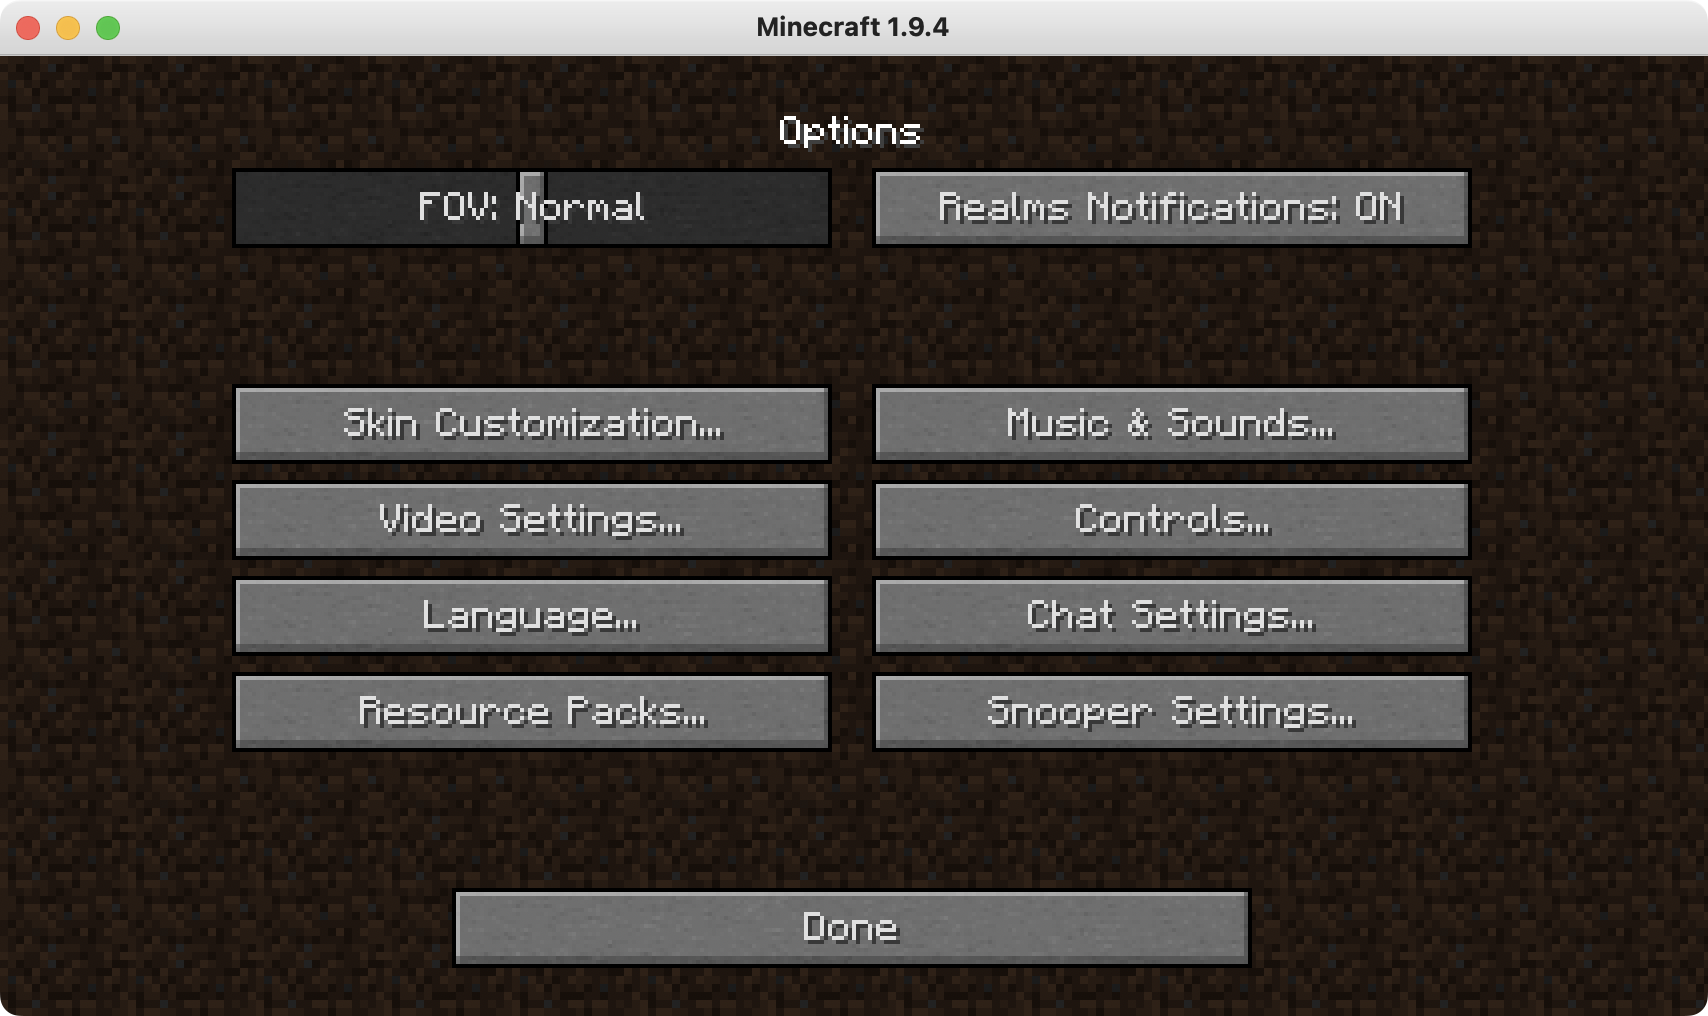 Minecraft 1.9.4
Options
FOV: Normal
Realms Notifications: ON
Skin Customization...
Music & Sounds...
Video Settings...
Controls...
Language...
Chat Settings...
Resource Packs...
Snooper Settings...
Done